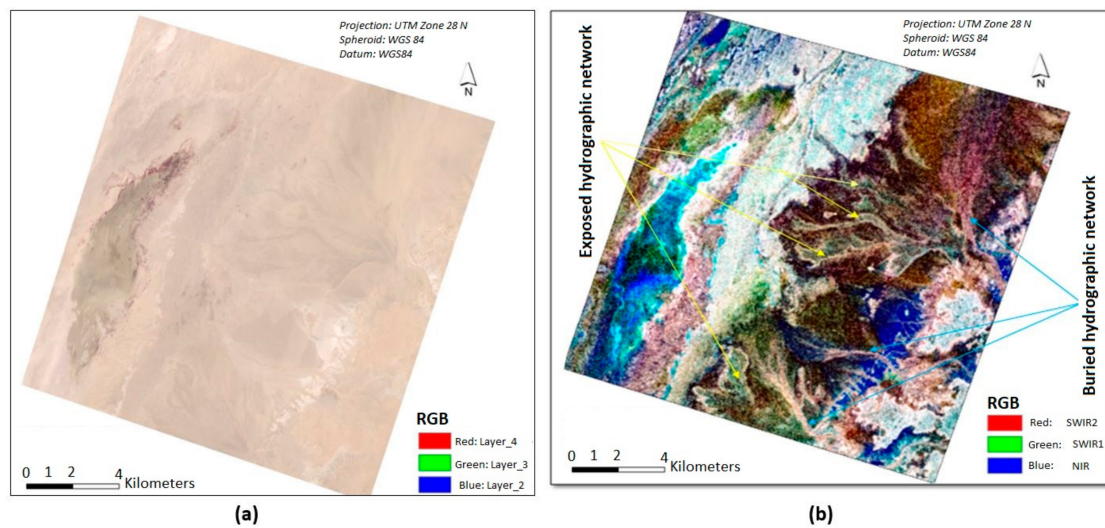 Projection: UTM Zone 28 N
Spheroid: WGS 84
Datum: WGS84
N
RGB
Red: Layer_4
Green: Layer_3
Blue: Layer_2
0 2 4
Kilometers
(a)
Projection: UTM Zone 28 N
Spheroid: WGS 84
Datum: WGS84
N
Exposed hydrographic network
Buried hydrographic network
RGB
Red: SWIR2
Green: SWIR1
Blue: NIR
0 2 4
Kilometers
(b)